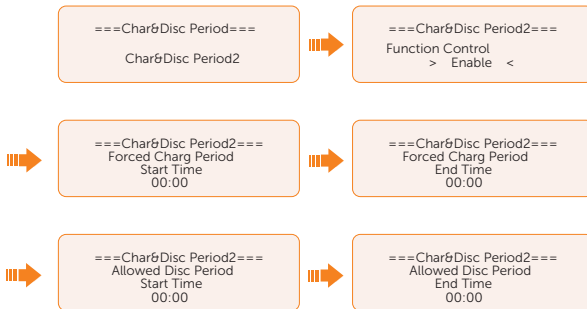 ===Char&Disc Period===
Char&Disc Period2
===Char&Disc Period2===
Function Control
> Enable <
===Char&Disc Period2===
Forced Charg Period
Start Time
00:00
===Char&Disc Period2===
Forced Charg Period
End Time
00:00
===Char&Disc Period2===
Allowed Disc Period
Start Time
00:00
===Char&Disc Period2===
Allowed Disc Period
End Time
00:00